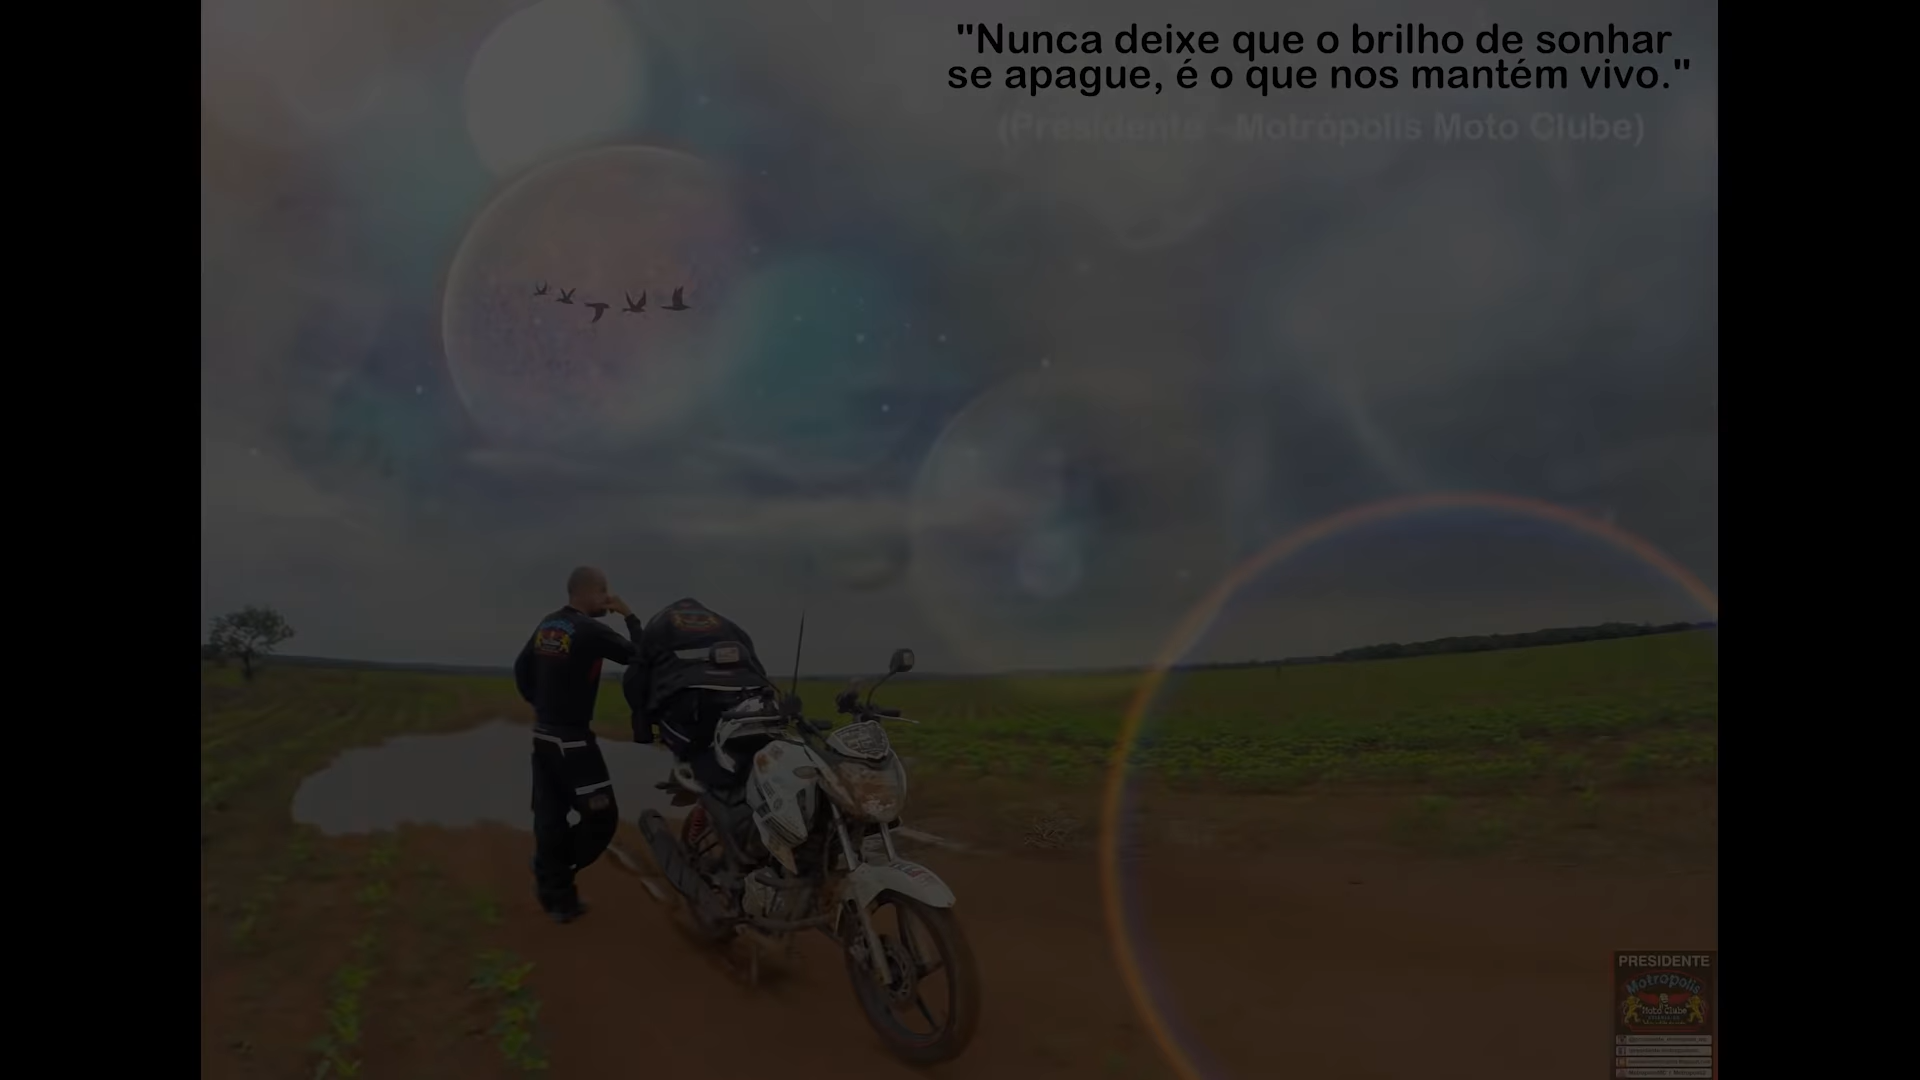 "Nunca deixe que o brilho de sonhar
se apague, é o que nos mantém vivo."
(Presidente - Motrópolis Moto Clube)
PRESIDENTE
Motropolis
Moto Clube